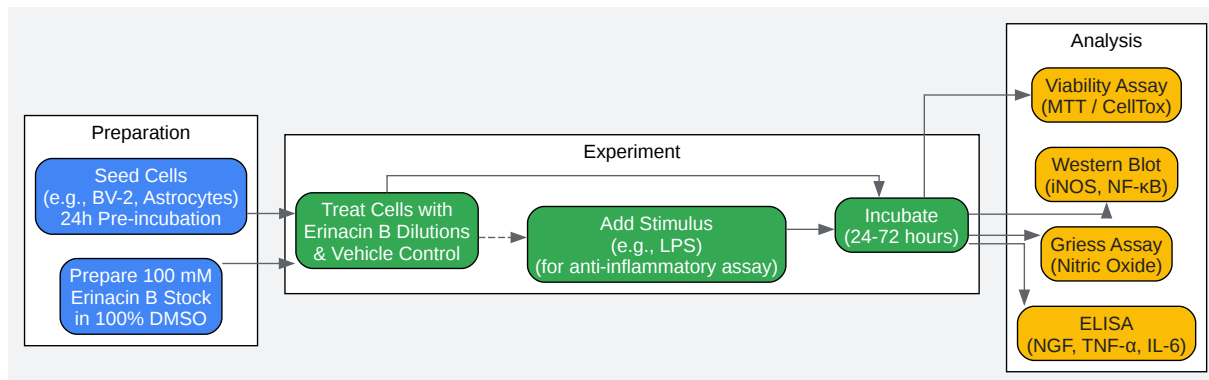 Preparation
Seed Cells
(e.g., BV-2, Astrocytes)
24h Pre-incubation
Prepare 100 mM
Erinacin B Stock
in 100% DMSO
Experiment
Treat Cells with
Erinacin B Dilutions
& Vehicle Control
Add Stimulus
(e.g., LPS)
(for anti-inflammatory assay)
Incubate
(24-72 hours)
Analysis
Viability Assay
(MTT / CellTox)
Western Blot
(iNOS, NF-κB)
Griess Assay
(Nitric Oxide)
ELISA
(NGF, TNF-α, IL-6)